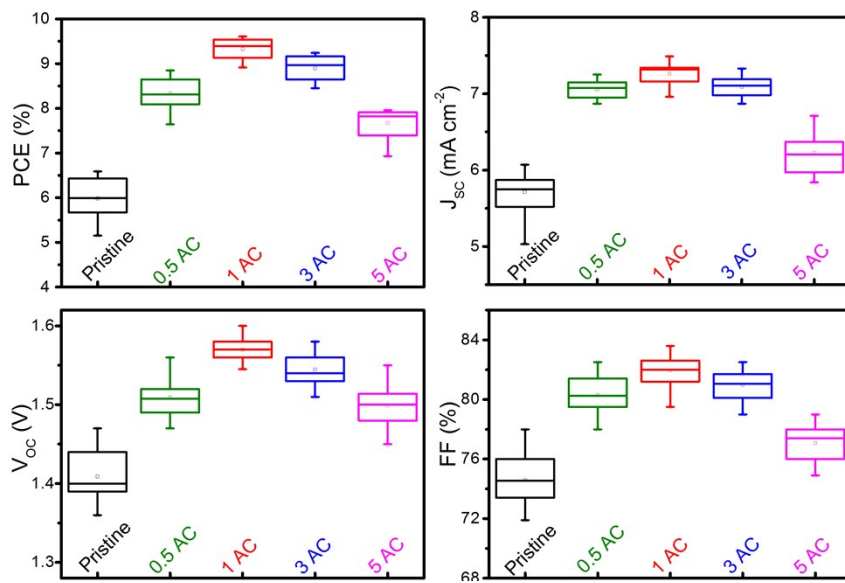 PCE (%)
10
9
8
7
6
5
4
Pristine
0.5 AC
1 AC
3 AC
5 AC
J_SC (mA cm⁻²)
8
7
6
5
Pristine
0.5 AC
1 AC
3 AC
5 AC
V_OC (V)
1.6
1.5
1.4
1.3
Pristine
0.5 AC
1 AC
3 AC
5 AC
FF (%)
84
80
76
72
68
Pristine
0.5 AC
1 AC
3 AC
5 AC